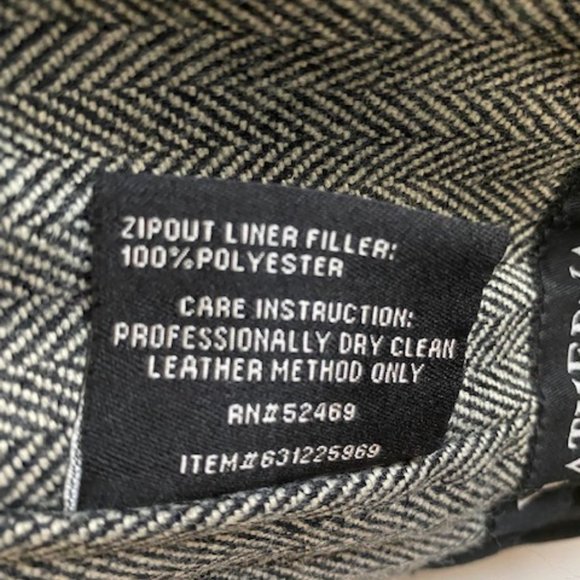 ZIPOUT LINER FILLER:
100%POLYESTER
CARE INSTRUCTION:
PROFESSIONALLY DRY CLEAN
LEATHER METHOD ONLY
RN#52469
ITEM#631225969